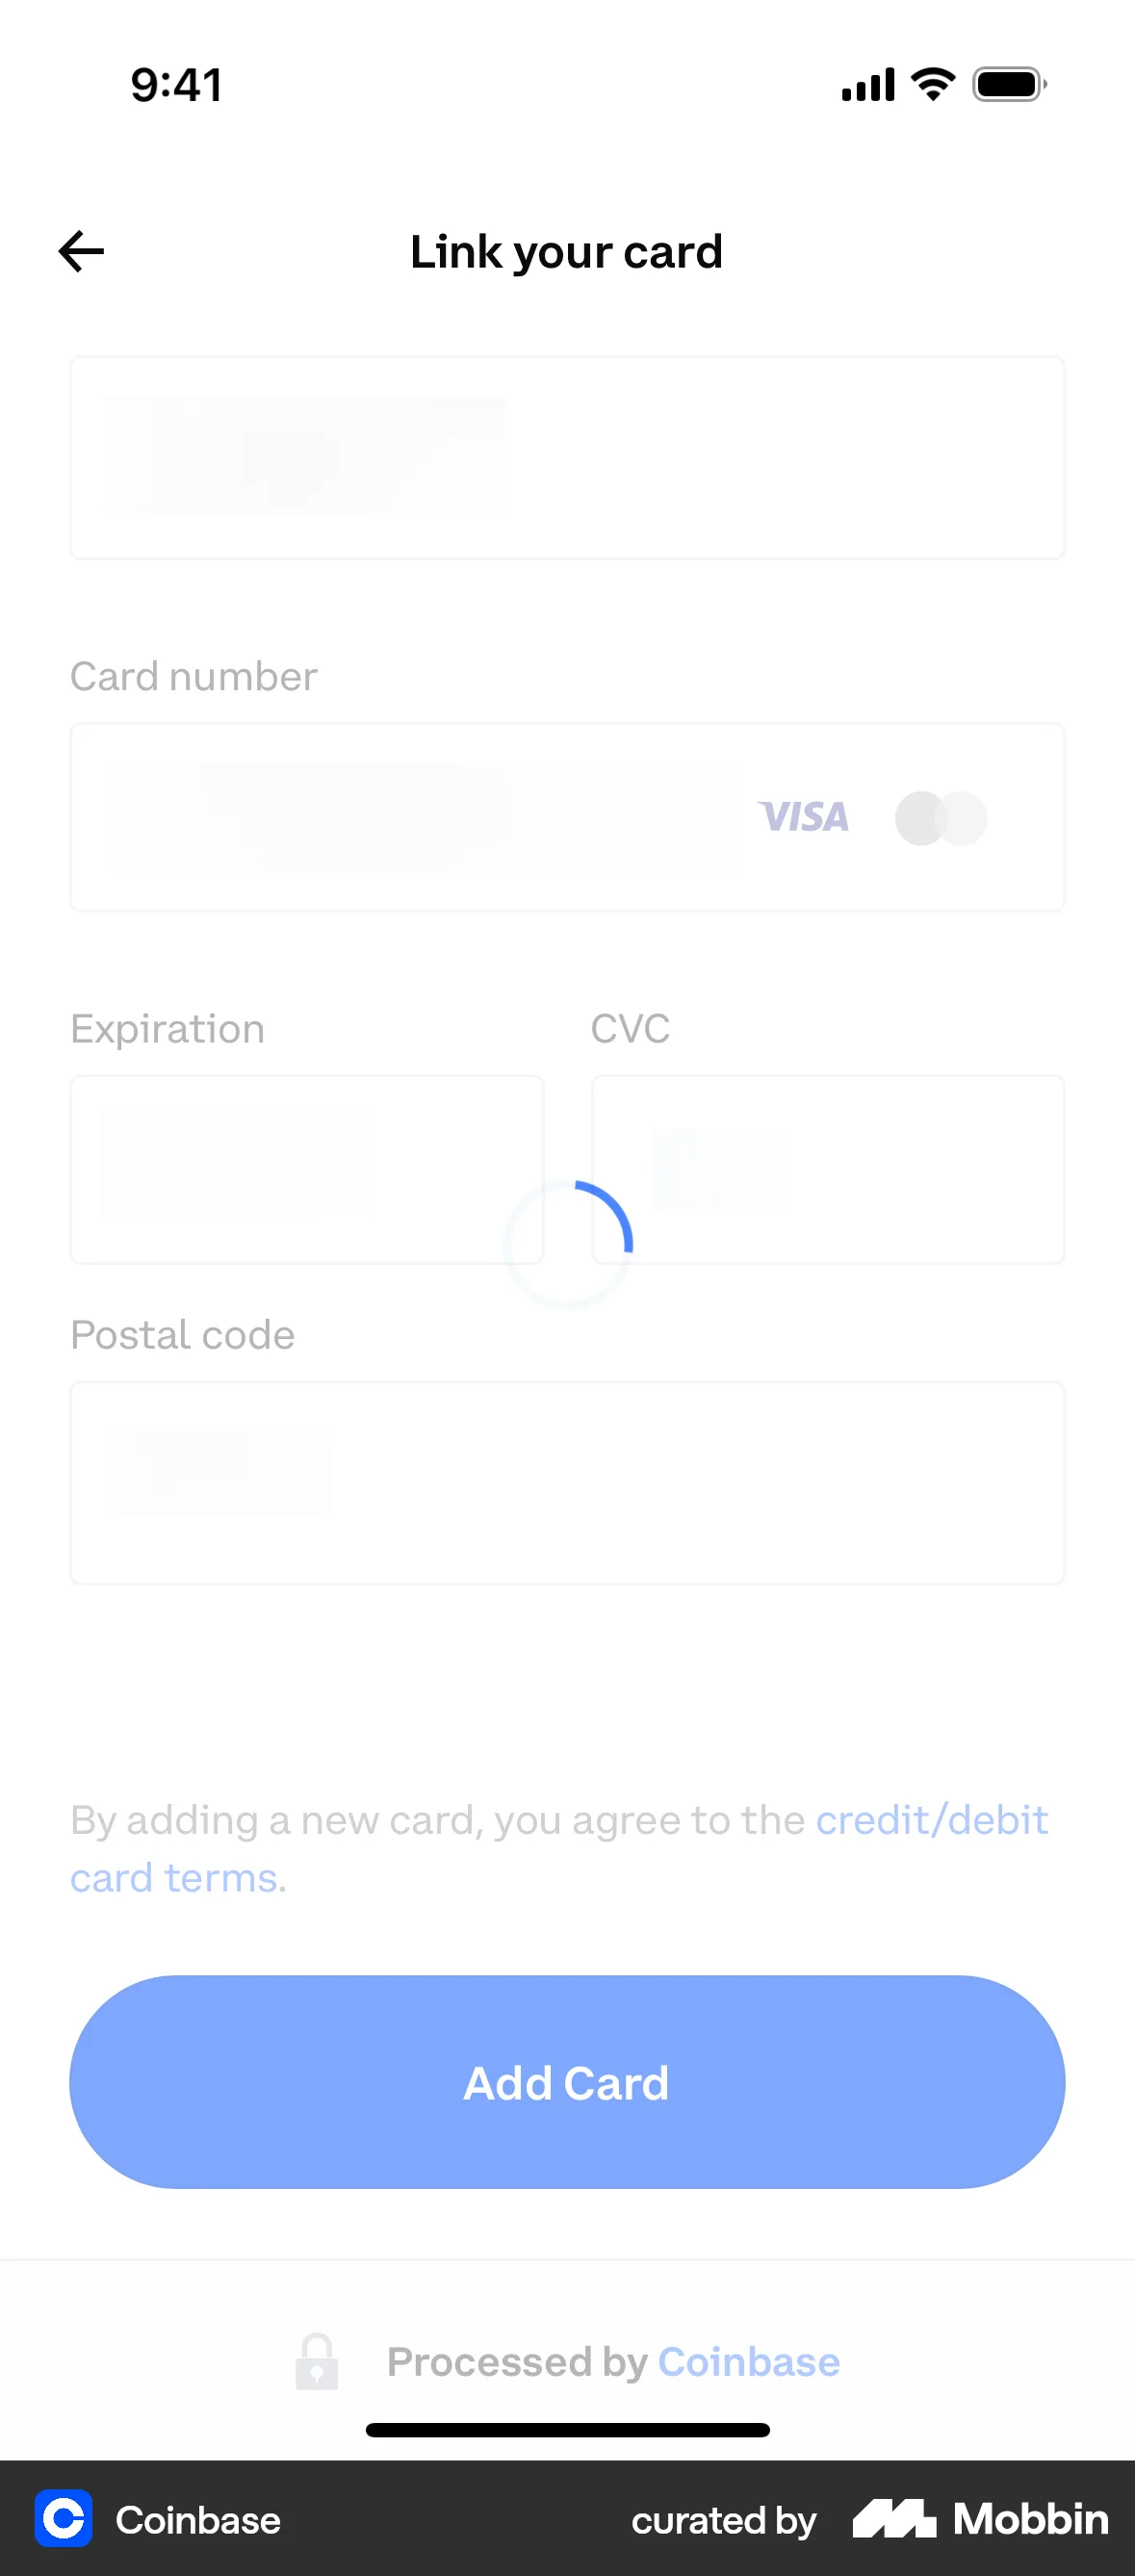 9:41
Link your card
Card number
VISA
Expiration
CVC
Postal code
By adding a new card, you agree to the credit/debit
card terms.
Add Card
Processed by Coinbase
Coinbase
curated by Mobbin